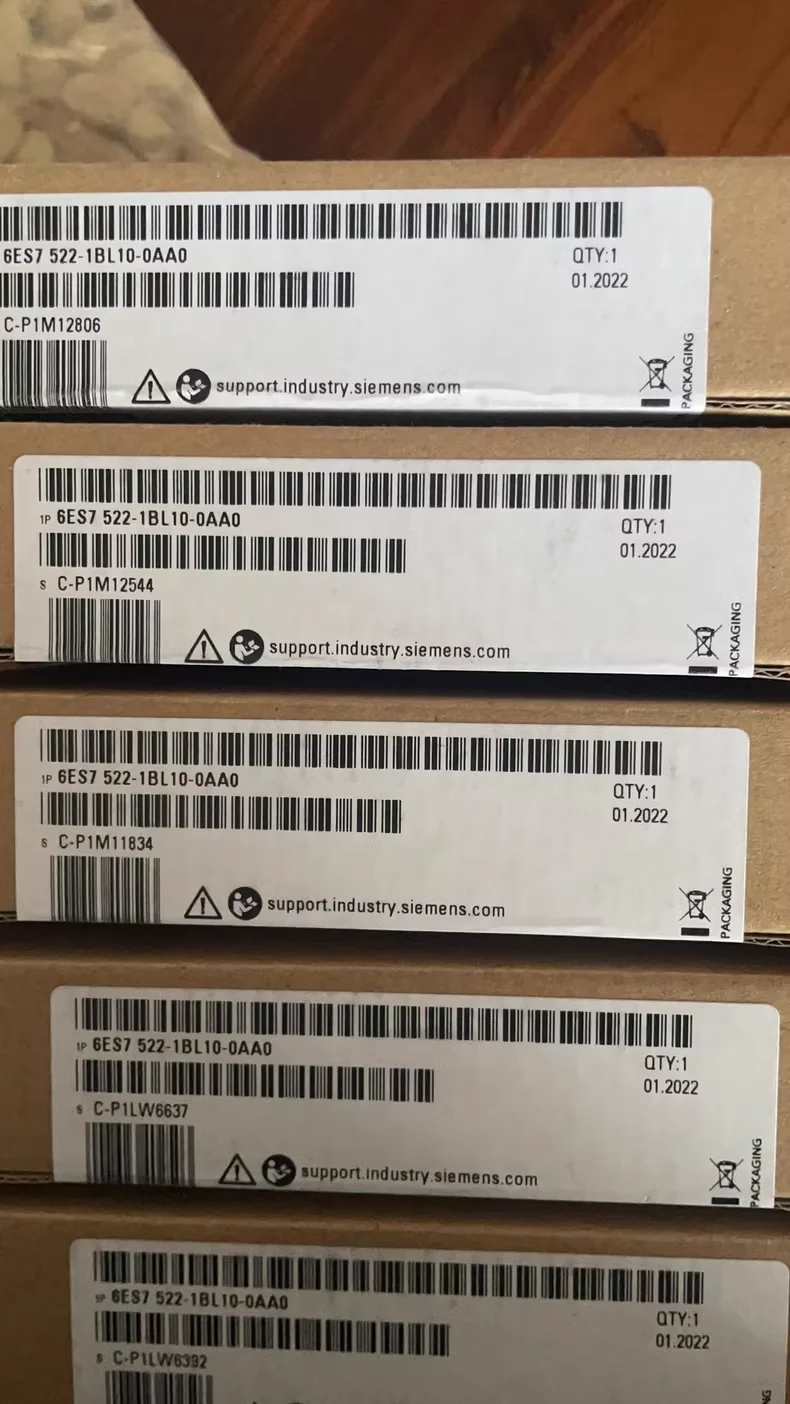 6ES7 522-1BL10-0AA0
QTY:1
01.2022
C-P1M12806
support.industry.siemens.com
PACKAGING
1P 6ES7 522-1BL10-0AA0
QTY:1
01.2022
S C-P1M12544
support.industry.siemens.com
PACKAGING
1P 6ES7 522-1BL10-0AA0
QTY:1
01.2022
S C-P1M11834
support.industry.siemens.com
PACKAGING
1P 6ES7 522-1BL10-0AA0
QTY:1
01.2022
S C-P1LW6637
support.industry.siemens.com
PACKAGING
1P 6ES7 522-1BL10-0AA0
QTY:1
01.2022
S C-P1LW6392